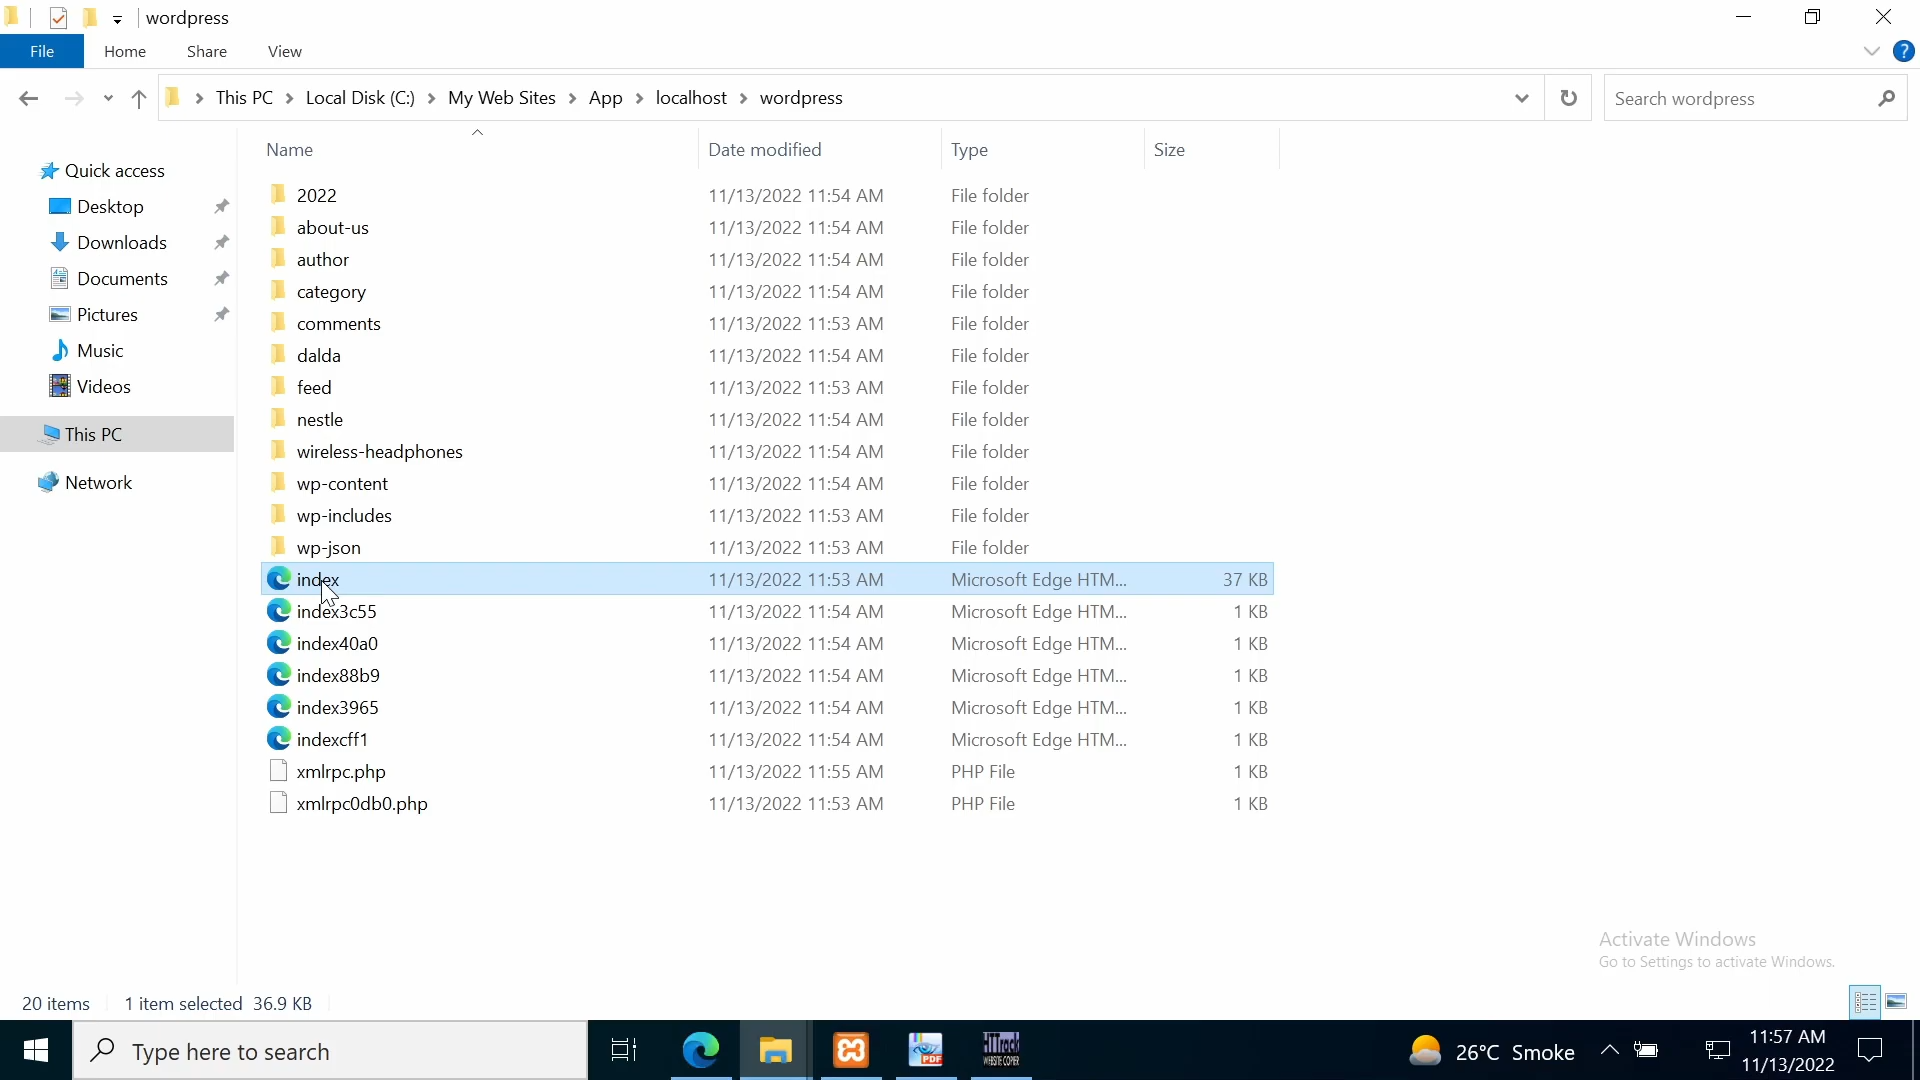 wordpress
File Home Share View
This PC Local Disk (C:) My Web Sites App localhost wordpress
Search wordpress
Quick access
Desktop
Downloads
Documents
Pictures
Music
Videos
This PC
Network
Name Date modified Type Size
2022 11/13/2022 11:54 AM File folder
about-us 11/13/2022 11:54 AM File folder
author 11/13/2022 11:54 AM File folder
category 11/13/2022 11:54 AM File folder
comments 11/13/2022 11:53 AM File folder
dalda 11/13/2022 11:54 AM File folder
feed 11/13/2022 11:53 AM File folder
nestle 11/13/2022 11:54 AM File folder
wireless-headphones 11/13/2022 11:54 AM File folder
wp-content 11/13/2022 11:54 AM File folder
wp-includes 11/13/2022 11:53 AM File folder
wp-json 11/13/2022 11:53 AM File folder
index 11/13/2022 11:53 AM Microsoft Edge HTM... 37 KB
index3c55 11/13/2022 11:54 AM Microsoft Edge HTM... 1 KB
index40a0 11/13/2022 11:54 AM Microsoft Edge HTM... 1 KB
index88b9 11/13/2022 11:54 AM Microsoft Edge HTM... 1 KB
index3965 11/13/2022 11:54 AM Microsoft Edge HTM... 1 KB
indexcff1 11/13/2022 11:54 AM Microsoft Edge HTM... 1 KB
xmlrpc.php 11/13/2022 11:55 AM PHP File 1 KB
xmlrpc0db0.php 11/13/2022 11:53 AM PHP File 1 KB
Activate Windows
Go to Settings to activate Windows.
20 items 1 item selected 36.9 KB
Type here to search
PDF
HTTrack
WEBSITE COPIER
26°C Smoke
11:57 AM
11/13/2022